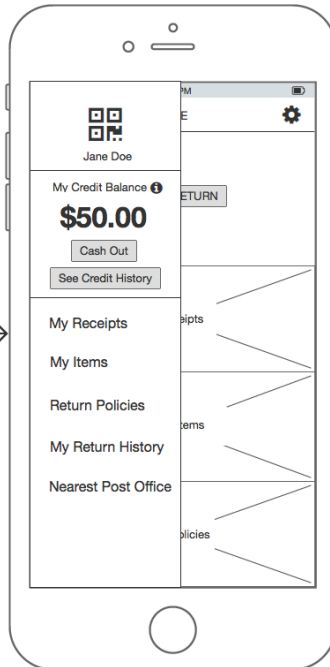 PM
E
Jane Doe
My Credit Balance
$50.00
ETURN
Cash Out
See Credit History
My Receipts
eipts
My Items
Return Policies
ems
My Return History
Nearest Post Office
olicies